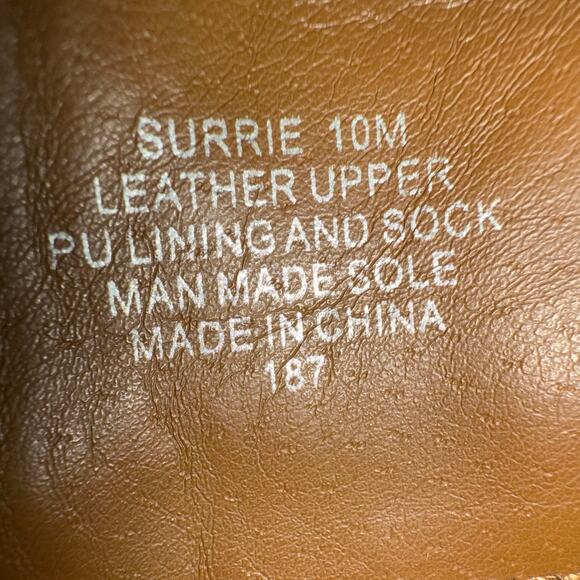 SURRIE 10M
LEATHER UPPER
PU LINING AND SOCK
MAN MADE SOLE
MADE IN CHINA
187